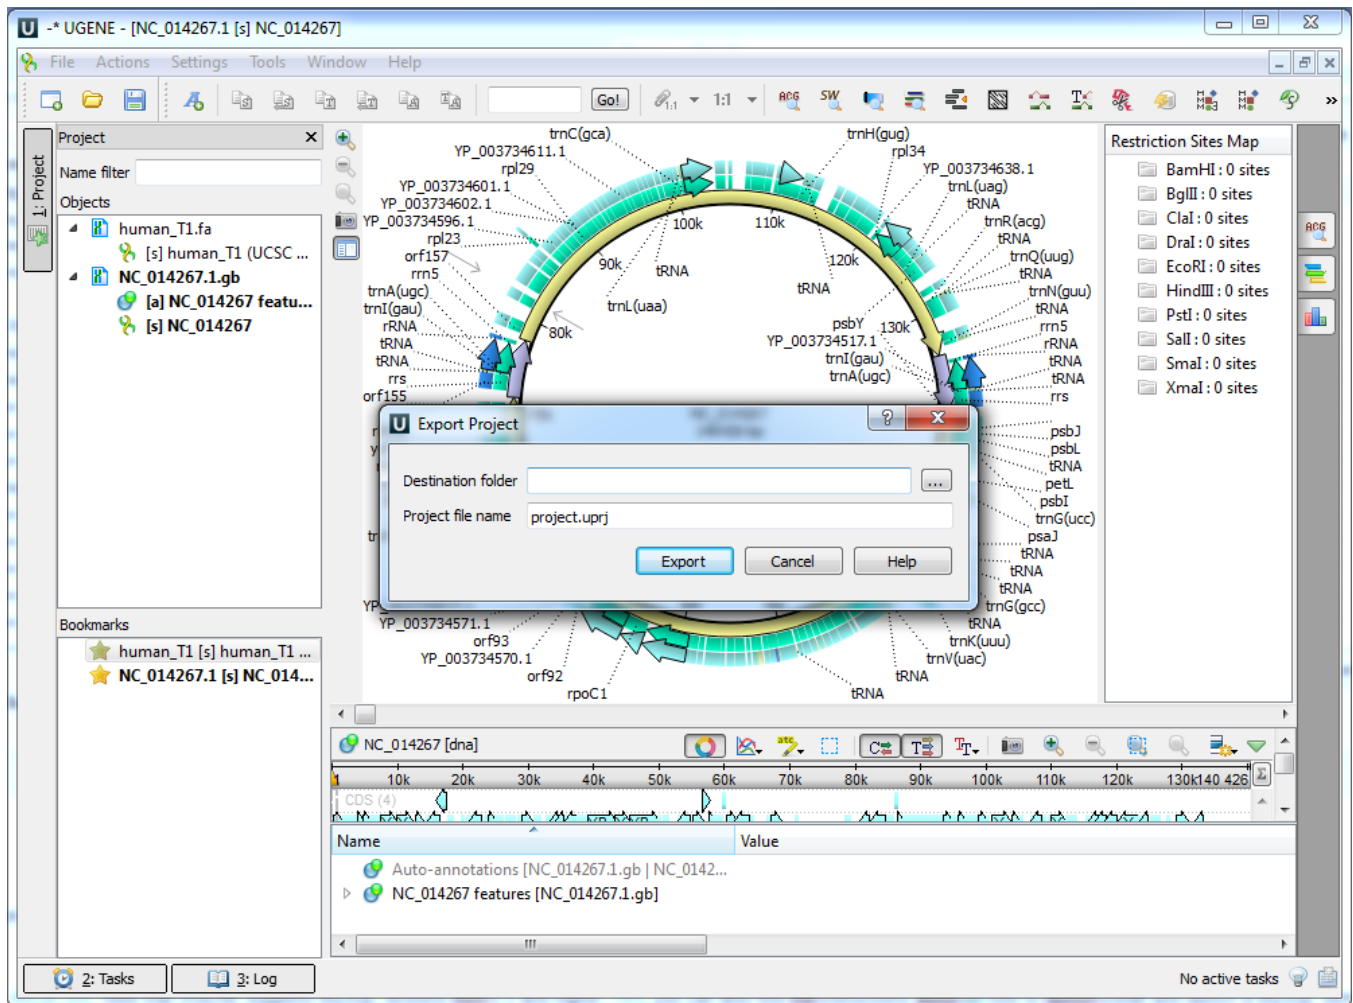 -* UGENE - [NC_014267.1 [s] NC_014267]
File Actions Settings Tools Window Help
Go!
1:1
1:1
ACG
SW
1: Project
Project
Name filter
Objects
human_T1.fa
[s] human_T1 (UCSC ...
NC_014267.1.gb
[a] NC_014267 featu...
[s] NC_014267
Bookmarks
human_T1 [s] human_T1 ...
NC_014267.1 [s] NC_014...
trnC(gca)
YP_003734611.1
rpl29
YP_003734601.1
YP_003734602.1
YP_003734596.1
rpl23
orf157
rrn5
trnA(ugc)
trnI(gau)
rRNA
tRNA
tRNA
rrs
orf155
trnH(gug)
rpl34
YP_003734638.1
trnL(uag)
tRNA
trnR(acg)
tRNA
trnQ(uug)
tRNA
trnN(guu)
tRNA
rrn5
rRNA
tRNA
tRNA
rrs
100k
110k
90k
tRNA
120k
tRNA
trnL(uaa)
80k
psbY
130k
YP_003734517.1
trnI(gau)
trnA(ugc)
psbJ
psbL
tRNA
petL
psbI
trnG(ucc)
psaJ
tRNA
tRNA
tRNA
trnG(gcc)
tRNA
trnK(uuu)
trnV(uac)
tRNA
tRNA
YP_003734571.1
orf93
YP_003734570.1
orf92
rpoC1
Export Project
Destination folder
...
Project file name project.uprj
Export Cancel Help
Restriction Sites Map
BamHI : 0 sites
BglII : 0 sites
ClaI : 0 sites
DraI : 0 sites
EcoRI : 0 sites
HindIII : 0 sites
PstI : 0 sites
SalI : 0 sites
SmaI : 0 sites
XmaI : 0 sites
ACG
NC_014267 [dna]
1 10k 20k 30k 40k 50k 60k 70k 80k 90k 100k 110k 120k 130k 140 426
CDS (4)
Name Value
Auto-annotations [NC_014267.1.gb | NC_0142...
NC_014267 features [NC_014267.1.gb]
2: Tasks
3: Log
No active tasks